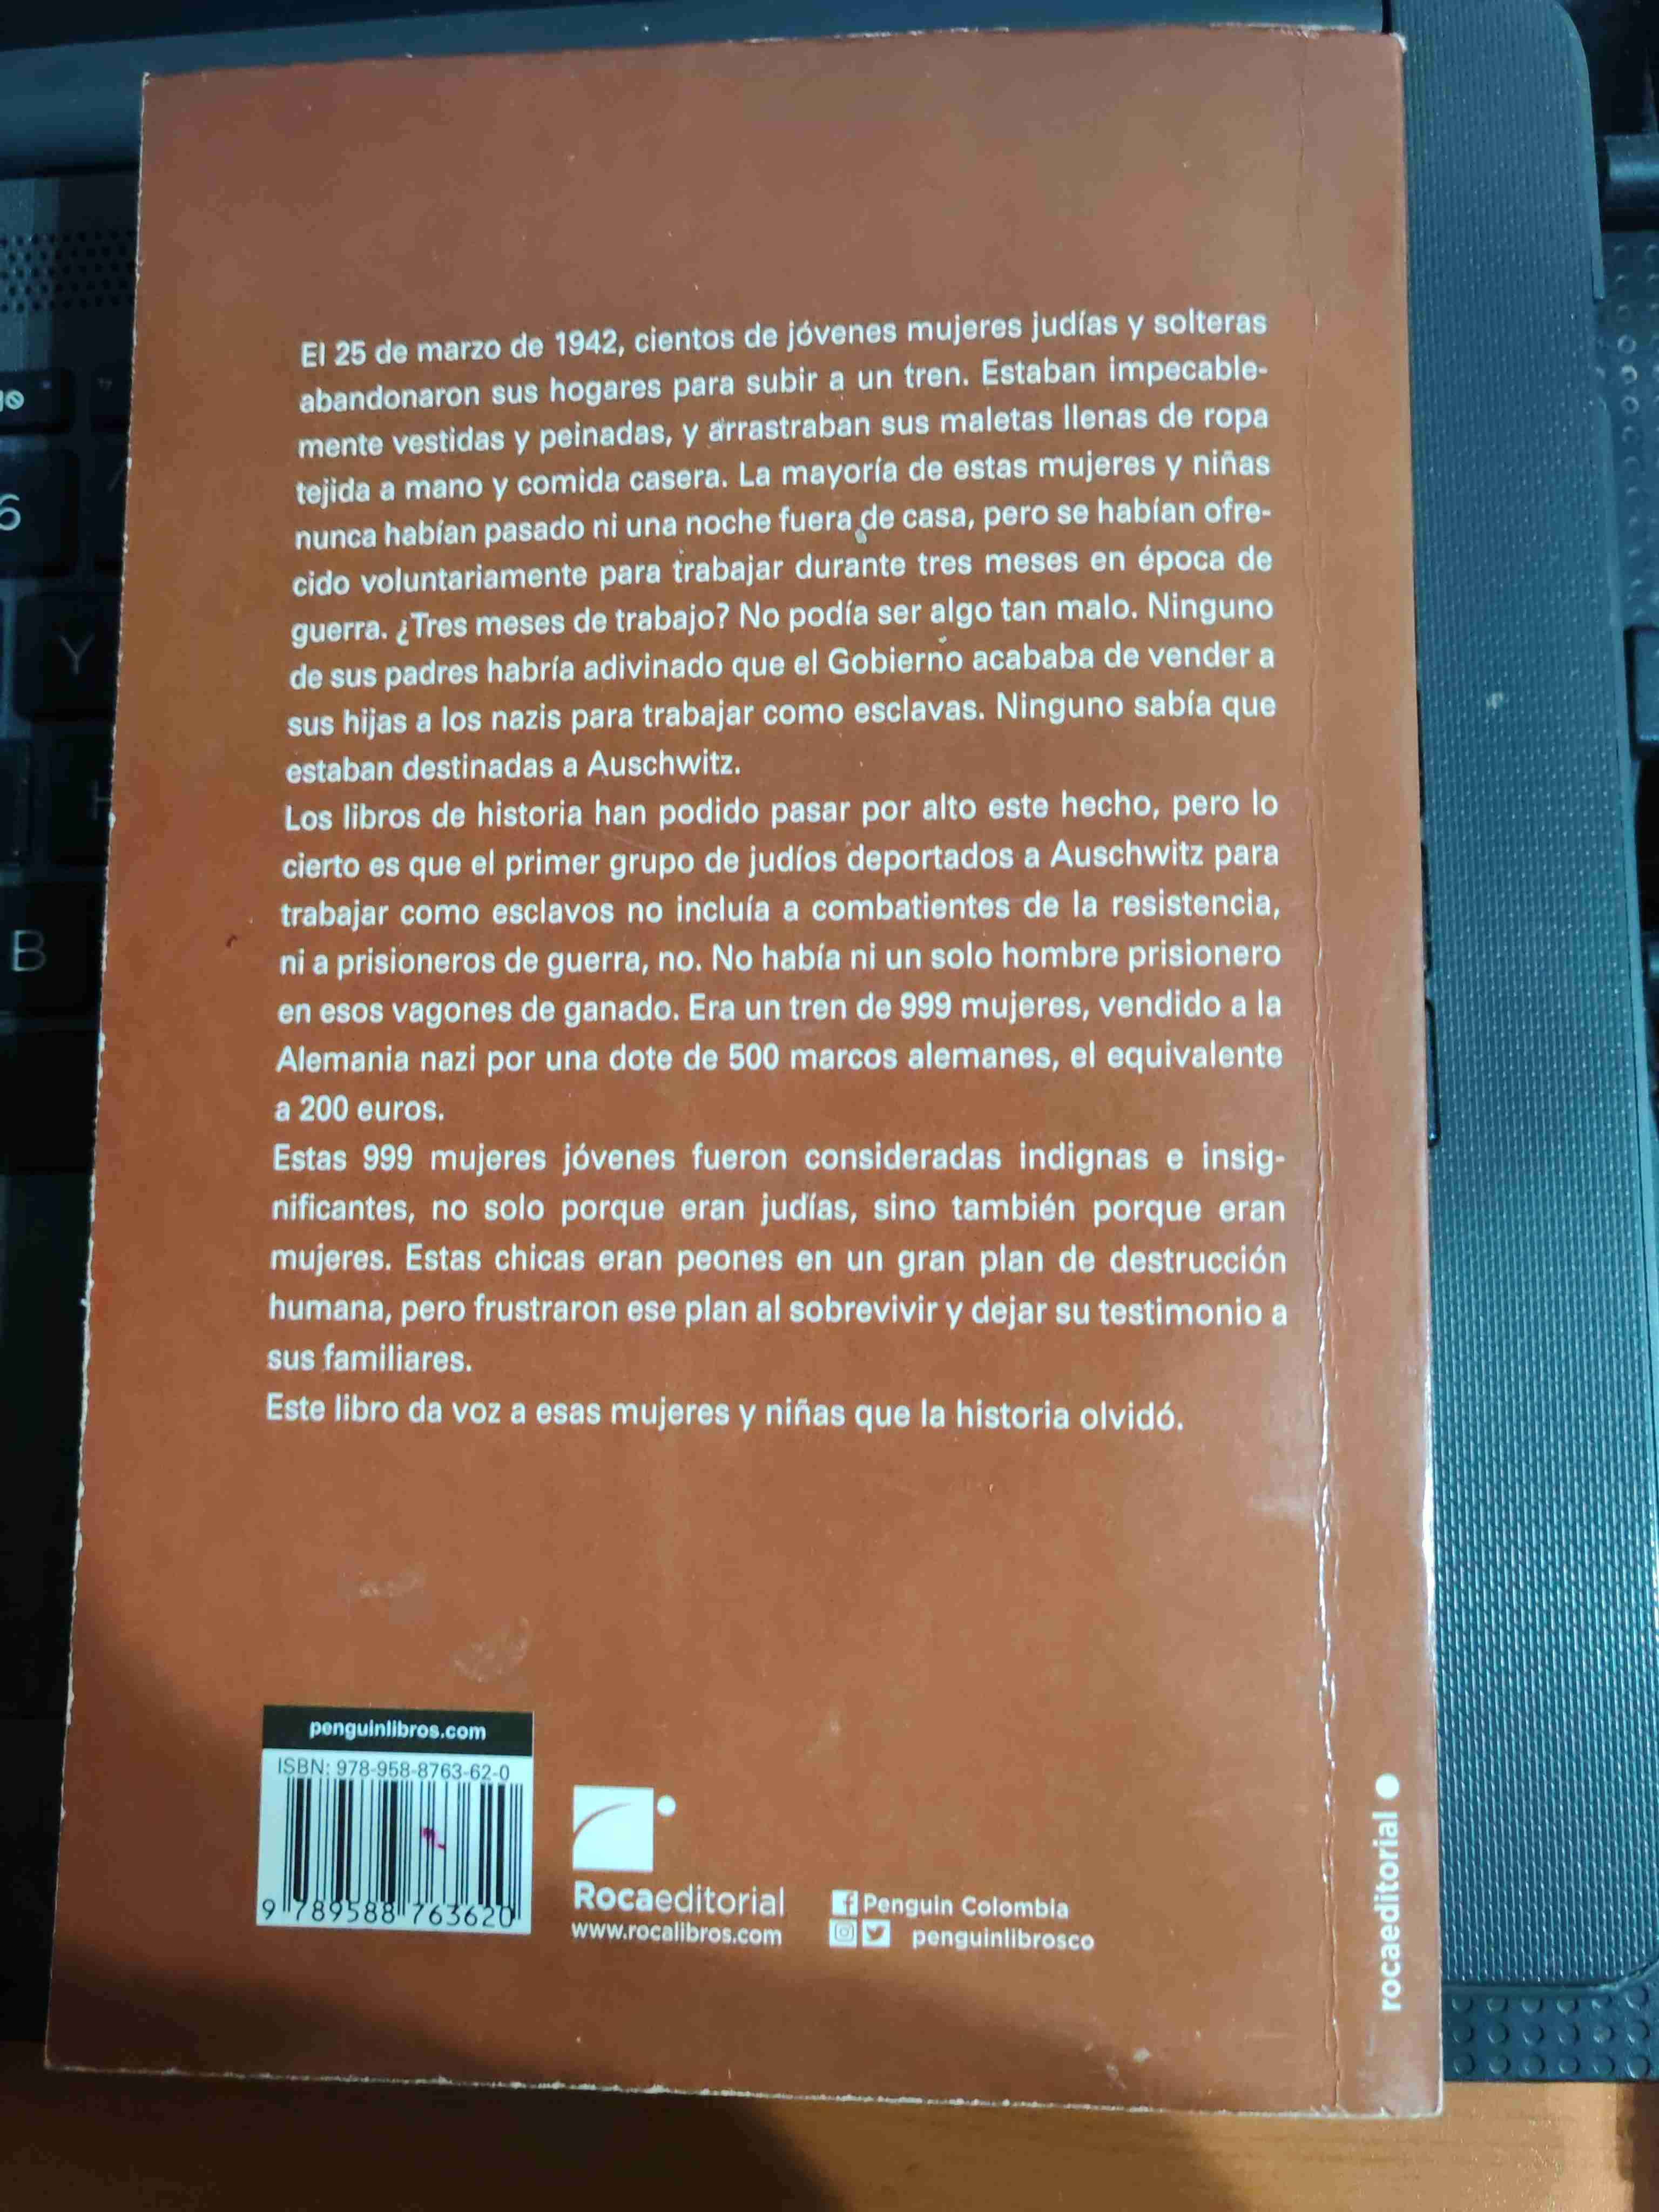 El 25 de marzo de 1942, cientos de jóvenes mujeres judías y solteras
abandonaron sus hogares para subir a un tren. Estaban impecable-
mente vestidas y peinadas, y arrastraban sus maletas llenas de ropa
tejida a mano y comida casera. La mayoría de estas mujeres y niñas
nunca habían pasado ni una noche fuera de casa, pero se habían ofre-
cido voluntariamente para trabajar durante tres meses en época de
guerra. ¿Tres meses de trabajo? No podía ser algo tan malo. Ninguno
de sus padres habría adivinado que el Gobierno acababa de vender a
sus hijas a los nazis para trabajar como esclavas. Ninguno sabía que
estaban destinadas a Auschwitz.
Los libros de historia han podido pasar por alto este hecho, pero lo
cierto es que el primer grupo de judíos deportados a Auschwitz para
trabajar como esclavos no incluía a combatientes de la resistencia,
ni a prisioneros de guerra, no. No había ni un solo hombre prisionero
en esos vagones de ganado. Era un tren de 999 mujeres, vendido a la
Alemania nazi por una dote de 500 marcos alemanes, el equivalente
a 200 euros.
Estas 999 mujeres jóvenes fueron consideradas indignas e insig-
nificantes, no solo porque eran judías, sino también porque eran
mujeres. Estas chicas eran peones en un gran plan de destrucción
humana, pero frustraron ese plan al sobrevivir y dejar su testimonio a
sus familiares.
Este libro da voz a esas mujeres y niñas que la historia olvidó.
penguinlibros.com
ISBN: 978-958-8763-62-0
9 789588 763620
Rocaeditorial
www.rocalibros.com
Penguin Colombia
penguinlibrosco
rocaeditorial
6
Y
H
B